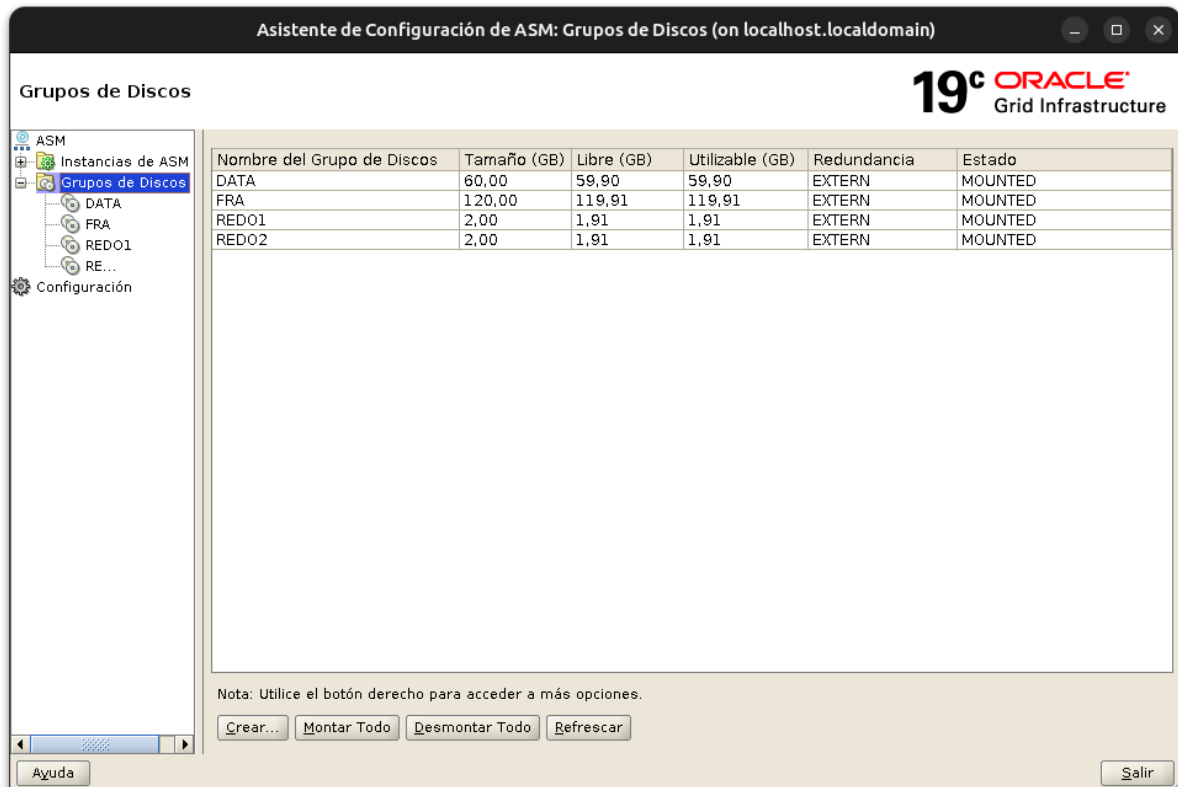 Asistente de Configuración de ASM: Grupos de Discos (on localhost.localdomain)
Grupos de Discos
19c ORACLE
Grid Infrastructure
ASM
Instancias de ASM
Grupos de Discos
DATA
FRA
REDO1
RE...
Configuración
Nombre del Grupo de Discos Tamaño (GB) Libre (GB) Utilizable (GB) Redundancia Estado
DATA 60,00 59,90 59,90 EXTERN MOUNTED
FRA 120,00 119,91 119,91 EXTERN MOUNTED
REDO1 2,00 1,91 1,91 EXTERN MOUNTED
REDO2 2,00 1,91 1,91 EXTERN MOUNTED
Nota: Utilice el botón derecho para acceder a más opciones.
Crear... Montar Todo Desmontar Todo Refrescar
Ayuda Salir